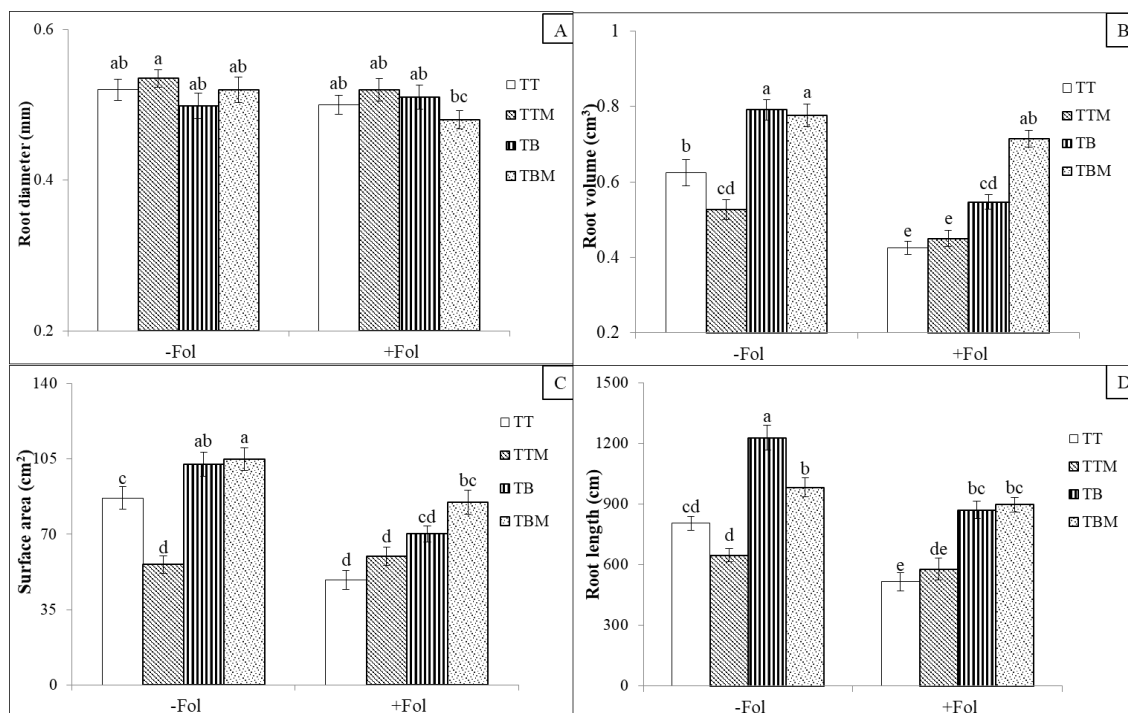 A
Root diameter (mm)
0.6
0.4
0.2
ab a ab ab
ab ab ab bc
-Fol +Fol
TT
TTM
TB
TBM
B
Root volume (cm³)
1
0.8
0.6
0.4
0.2
b cd a a
e e cd ab
-Fol +Fol
TT
TTM
TB
TBM
C
Surface area (cm²)
140
105
70
35
0
c d ab a
d d cd bc
-Fol +Fol
TT
TTM
TB
TBM
D
Root length (cm)
1500
1200
900
600
300
0
cd d a b
e de bc bc
-Fol +Fol
TT
TTM
TB
TBM